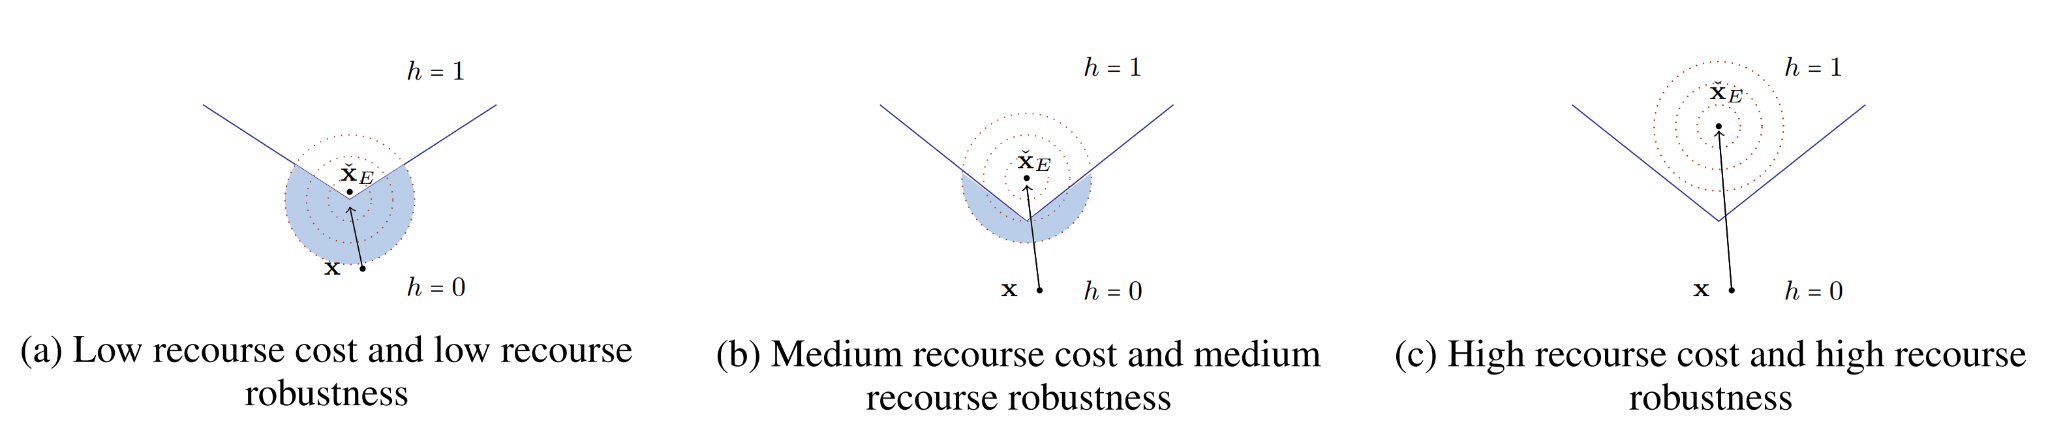 h = 1
x̌E
x
h = 0
(a) Low recourse cost and low recourse
robustness
h = 1
x̌E
x
h = 0
(b) Medium recourse cost and medium
recourse robustness
h = 1
x̌E
x
h = 0
(c) High recourse cost and high recourse
robustness